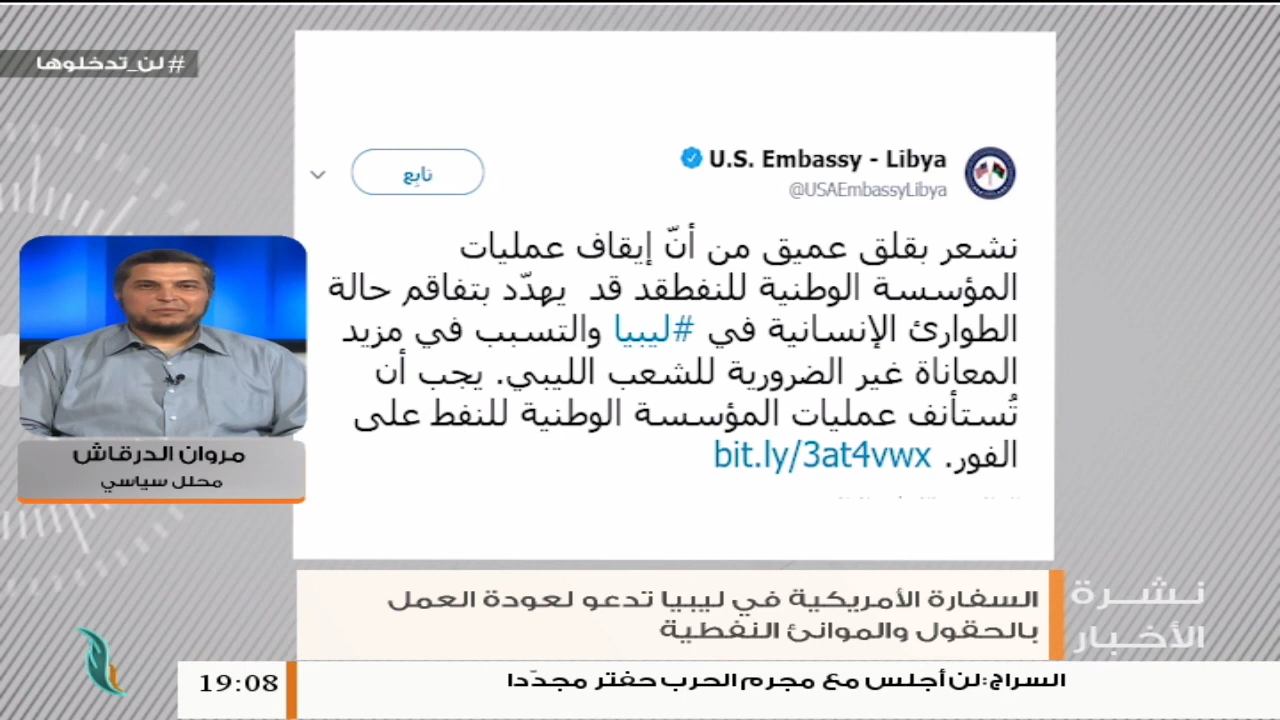 #لن_تدخلوها
U.S. Embassy - Libya
@USAEmbassyLibya
تابِع
نشعر بقلق عميق من أنّ إيقاف عمليات
المؤسسة الوطنية للنفطقد قد يهدّد بتفاقم حالة
الطوارئ الإنسانية في #ليبيا والتسبب في مزيد
المعاناة غير الضرورية للشعب الليبي. يجب أن
تُستأنف عمليات المؤسسة الوطنية للنفط على
الفور. bit.ly/3at4vwx
مروان الدرقاش
محلل سياسي
نشرة
الأخبار
السفارة الأمريكية في ليبيا تدعو لعودة العمل
بالحقول والموانئ النفطية
السراج:لن أجلس مع مجرم الحرب حفتر مجدّدا
19:08